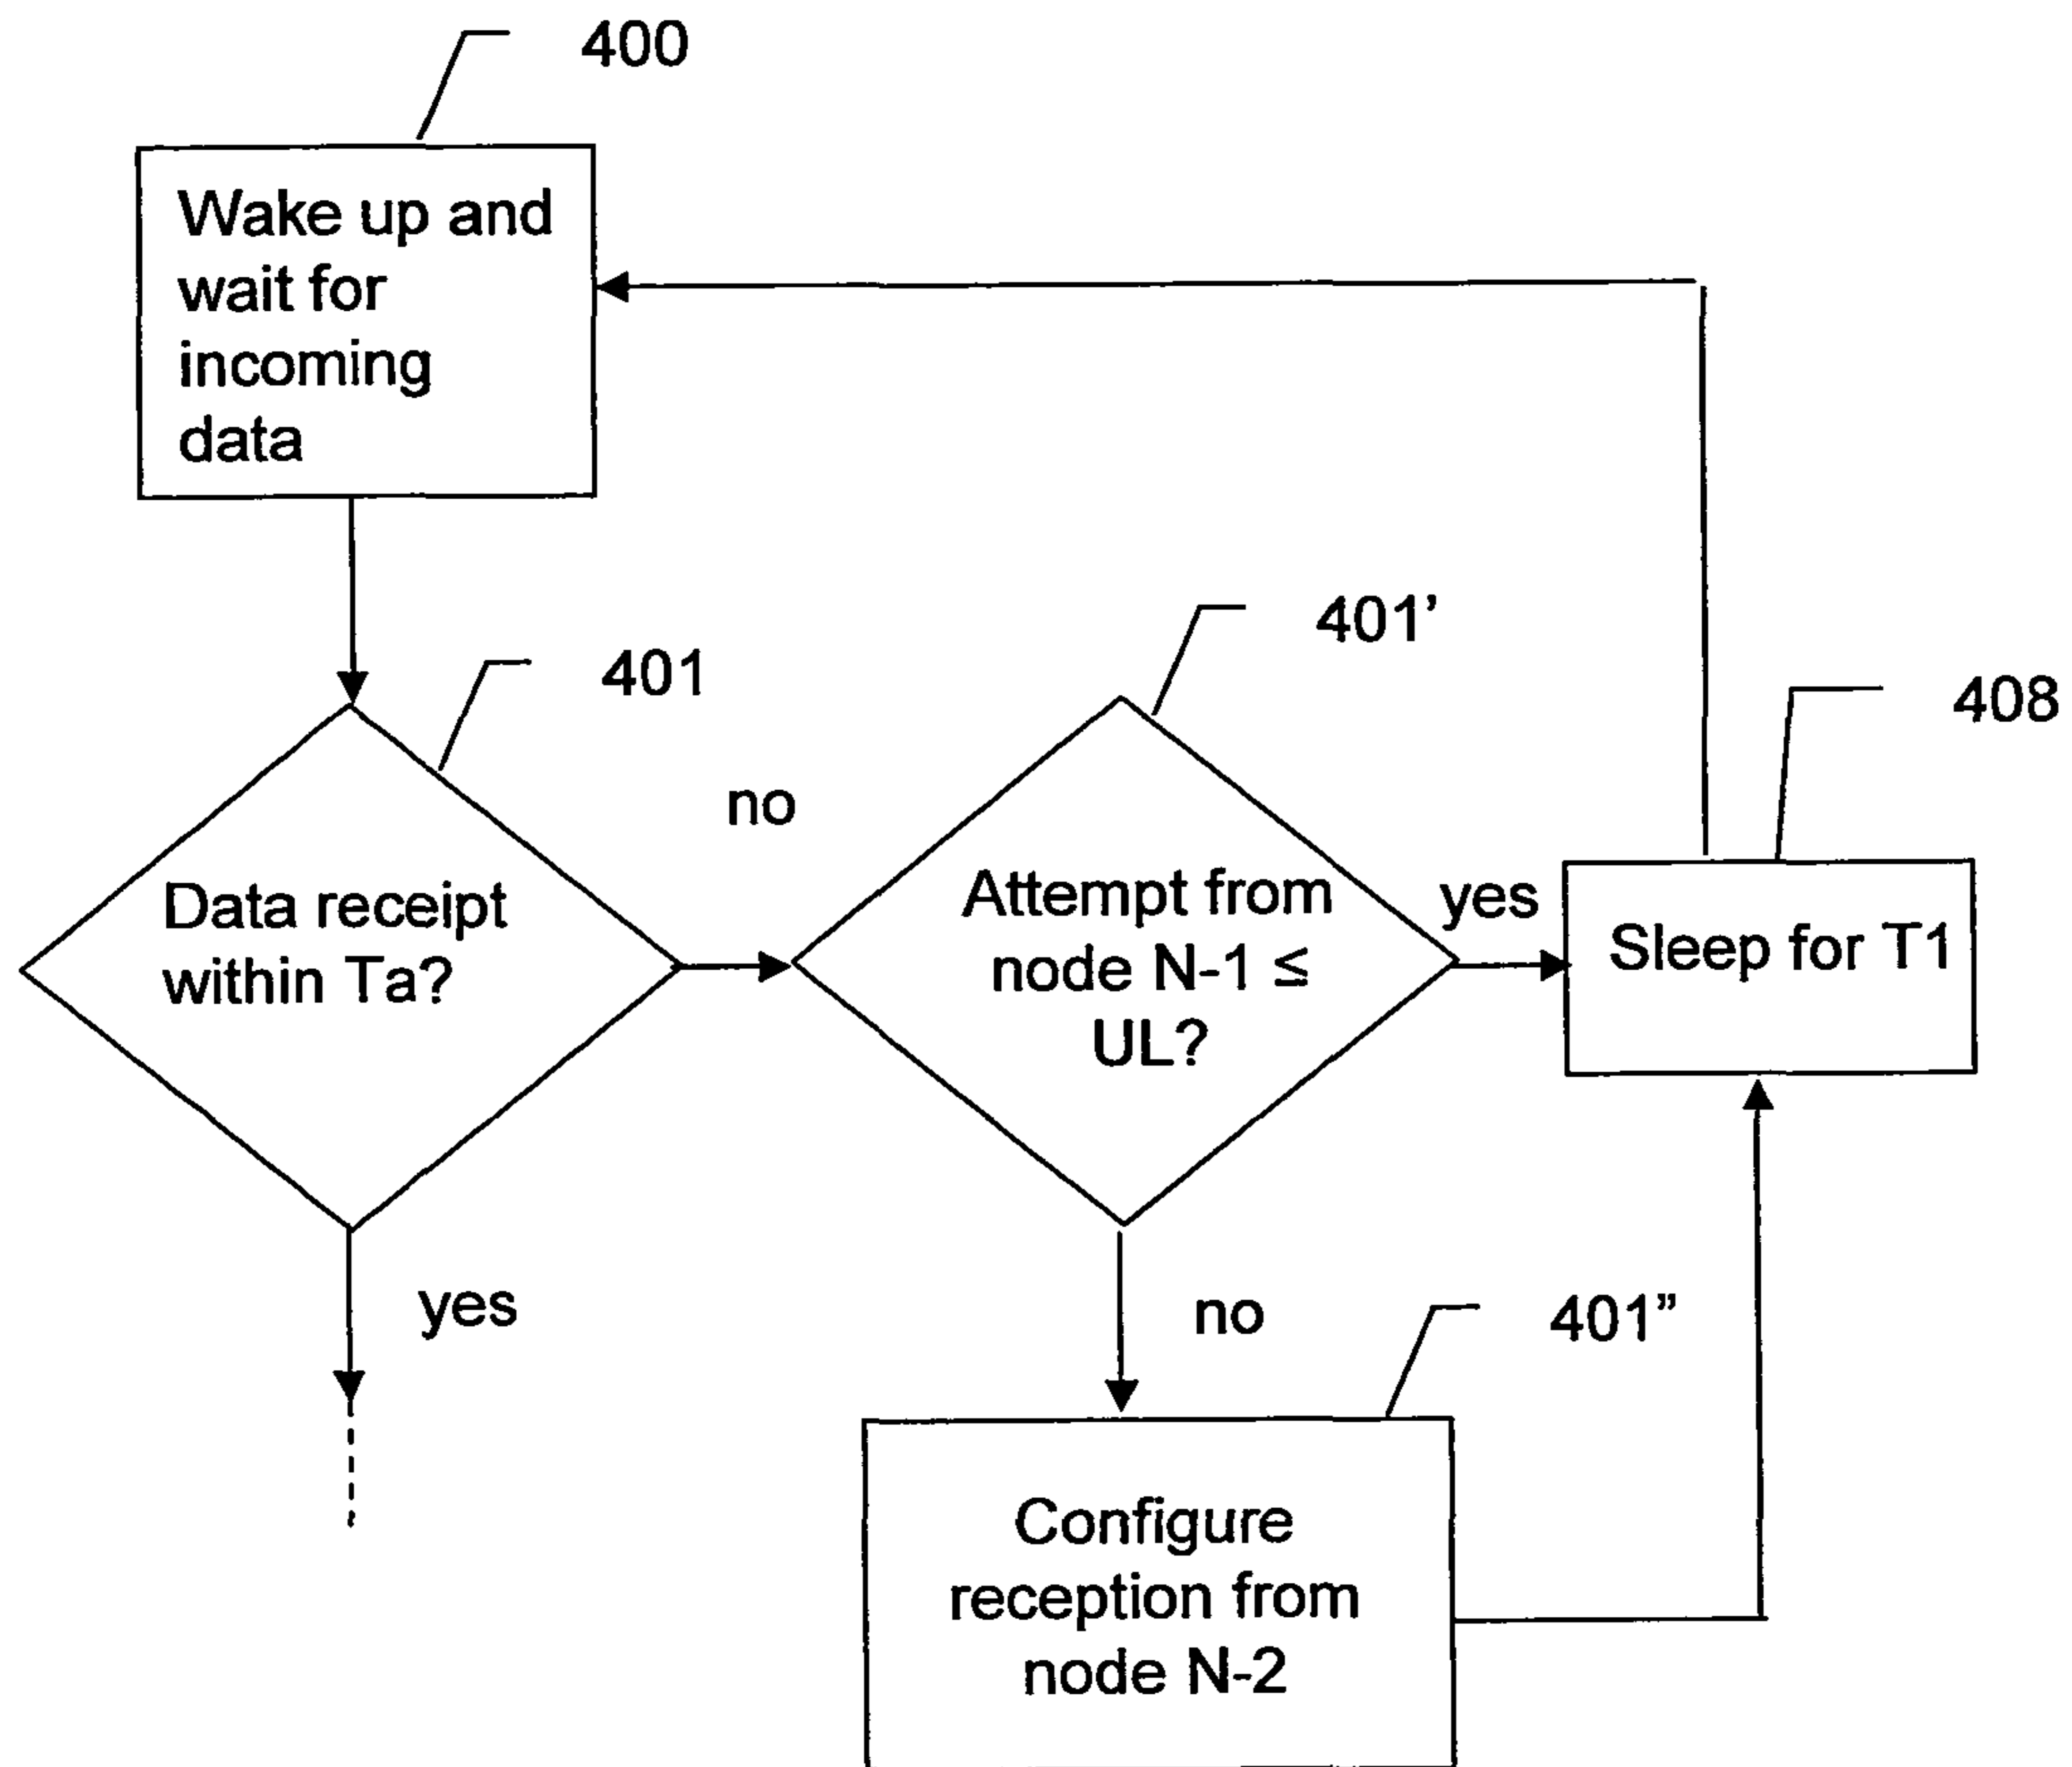 400
Wake up and
wait for
incoming
data
401
401’
408
no
Data receipt
within Ta?
Attempt from
node N-1 ≤
UL?
yes
Sleep for T1
yes
no
401”
Configure
reception from
node N-2